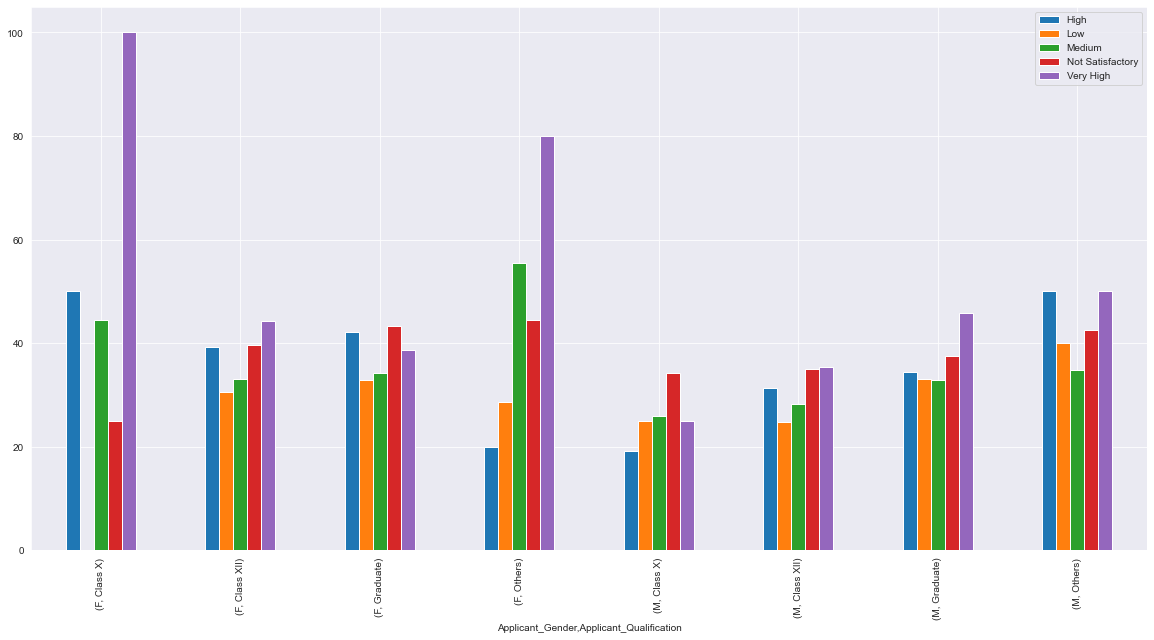 High
Low
Medium
Not Satisfactory
Very High
100
80
60
40
20
0
(F, Class X)
(F, Class XII)
(F, Graduate)
(F, Others)
(M, Class X)
(M, Class XII)
(M, Graduate)
(M, Others)
Applicant_Gender,Applicant_Qualification